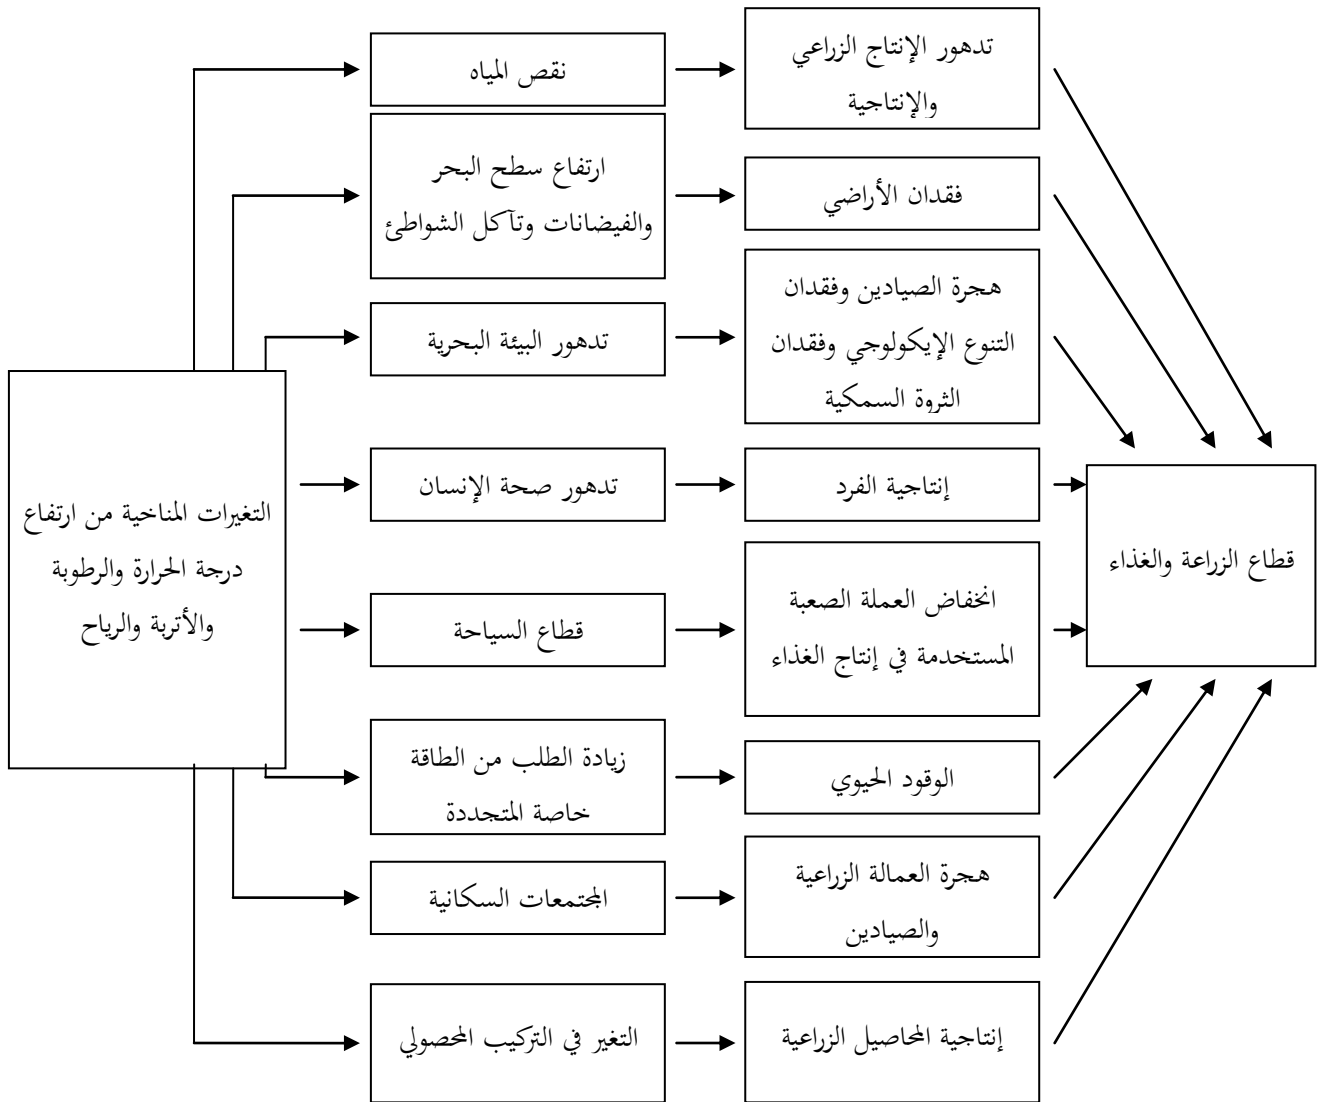 نقص المياه
تدهور الإنتاج الزراعي
والإنتاجية
ارتفاع سطح البحر
والفيضانات وتآكل الشواطئ
فقدان الأراضي
تدهور البيئة البحرية
هجرة الصيادين وفقدان
التنوع الإيكولوجي وفقدان
الثروة السمكية
التغيرات المناخية من ارتفاع
درجة الحرارة والرطوبة
والأتربة والرياح
تدهور صحة الإنسان
إنتاجية الفرد
قطاع الزراعة والغذاء
قطاع السياحة
انخفاض العملة الصعبة
المستخدمة في إنتاج الغذاء
زيادة الطلب من الطاقة
خاصة المتجددة
الوقود الحيوي
المجتمعات السكانية
هجرة العمالة الزراعية
والصيادين
التغير في التركيب المحصولي
إنتاجية المحاصيل الزراعية